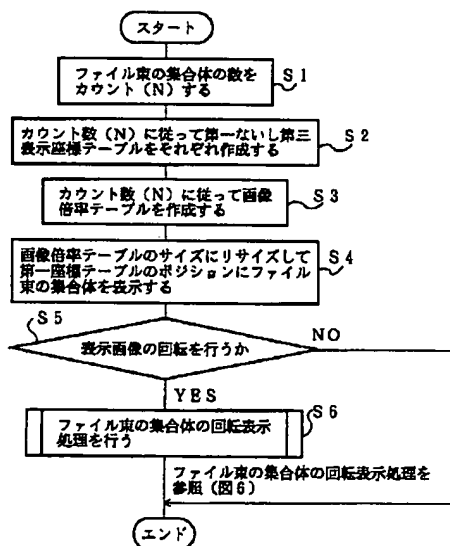 スタート
ファイル束の集合体の数を
カウント(N)する
S1
カウント数(N)に従って第一ないし第三
表示座標テーブルをそれぞれ作成する
S2
カウント数(N)に従って画像
倍率テーブルを作成する
S3
画像倍率テーブルのサイズにリサイズして
第一座標テーブルのポジションにファイル
束の集合体を表示する
S4
S5
表示画像の回転を行うか
NO
YES
ファイル束の集合体の回転表示
処理を行う
S6
ファイル束の集合体の回転表示処理を
参照(図6)
エンド